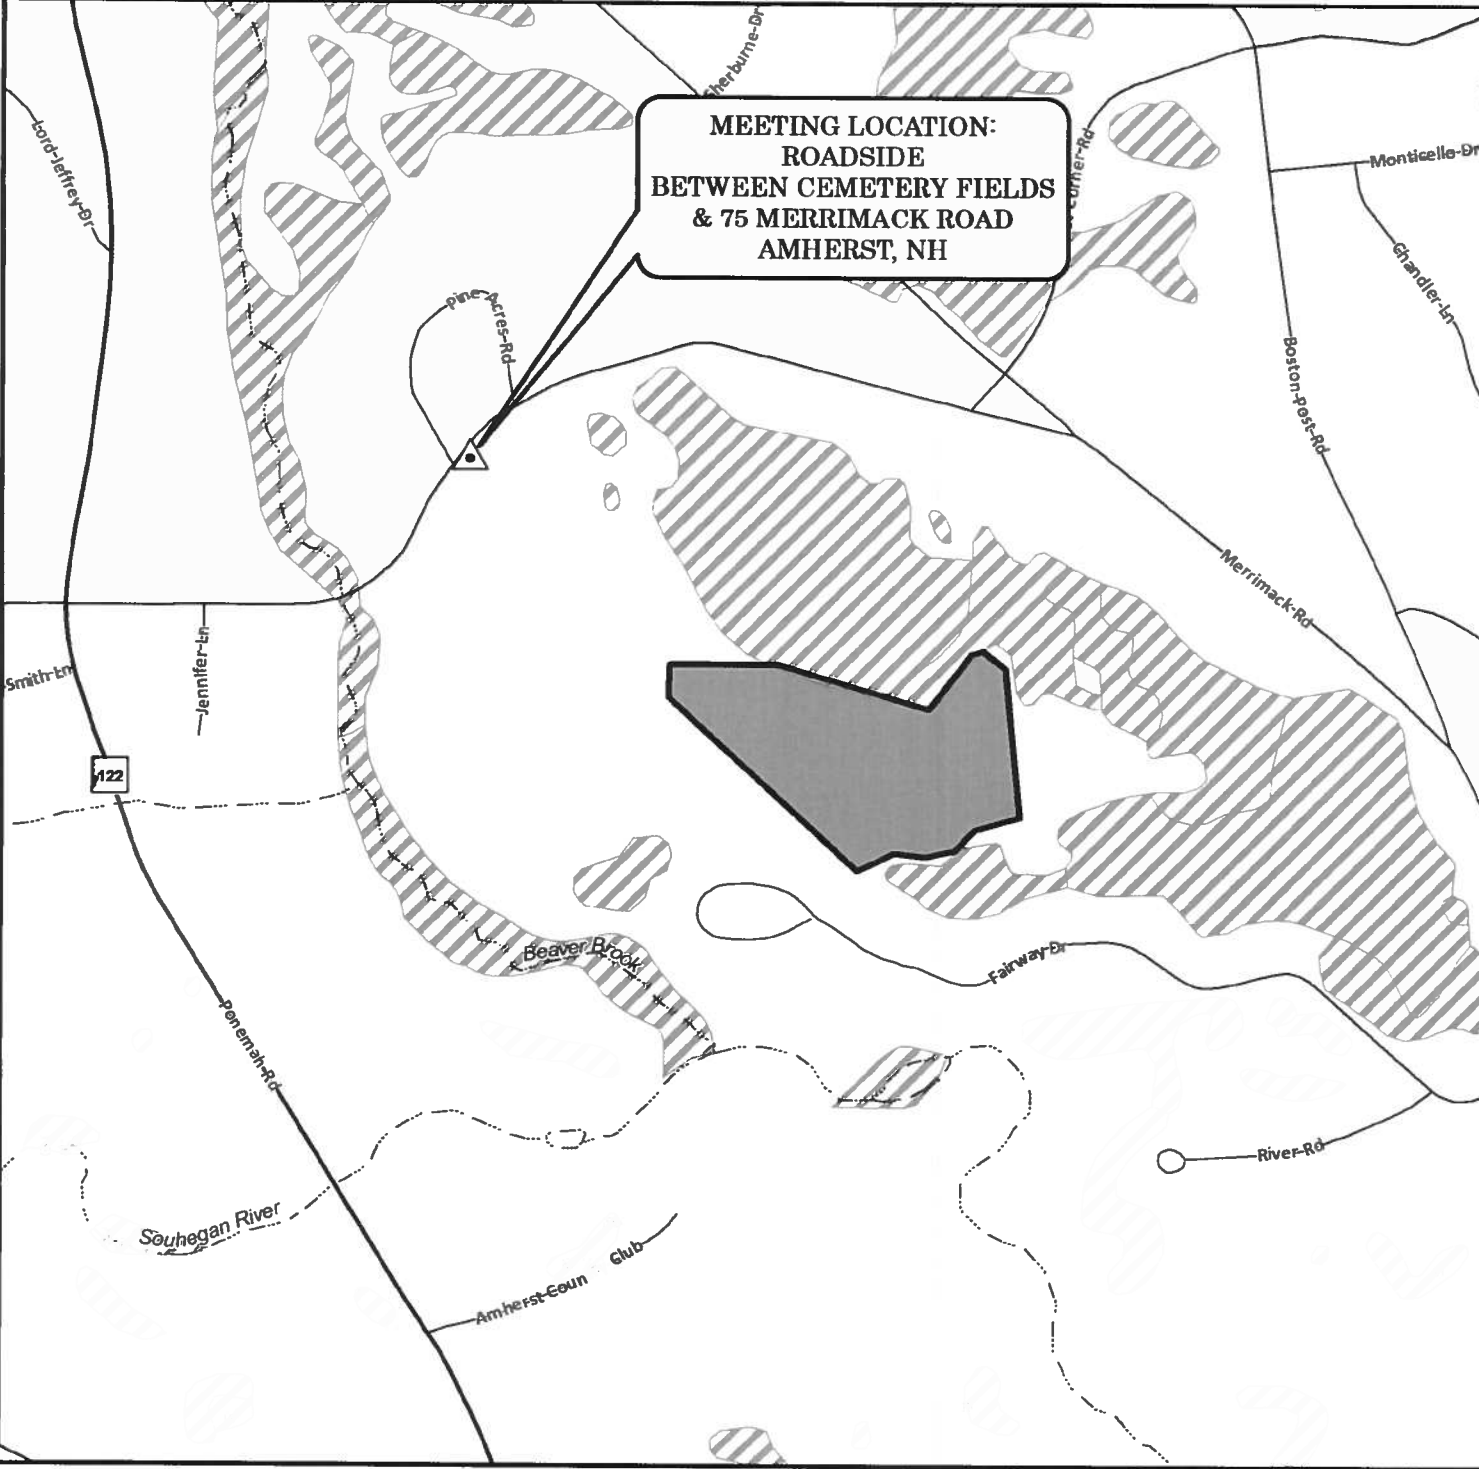 Sherburne-Dr
Lord-Jeffrey-Dr
MEETING LOCATION:
ROADSIDE
BETWEEN CEMETERY FIELDS
& 75 MERRIMACK ROAD
AMHERST, NH
Corner-Rd
Monticello-Dr
Chandler-Ln
Pine-Acres-Rd
Boston-Post-Rd
Merrimack-Rd
Smith-Ln
Jennifer-Ln
122
Beaver Brook
Fairway-Dr
Ponemah-Rd
River-Rd
Souhegan River
Amherst-Coun Club